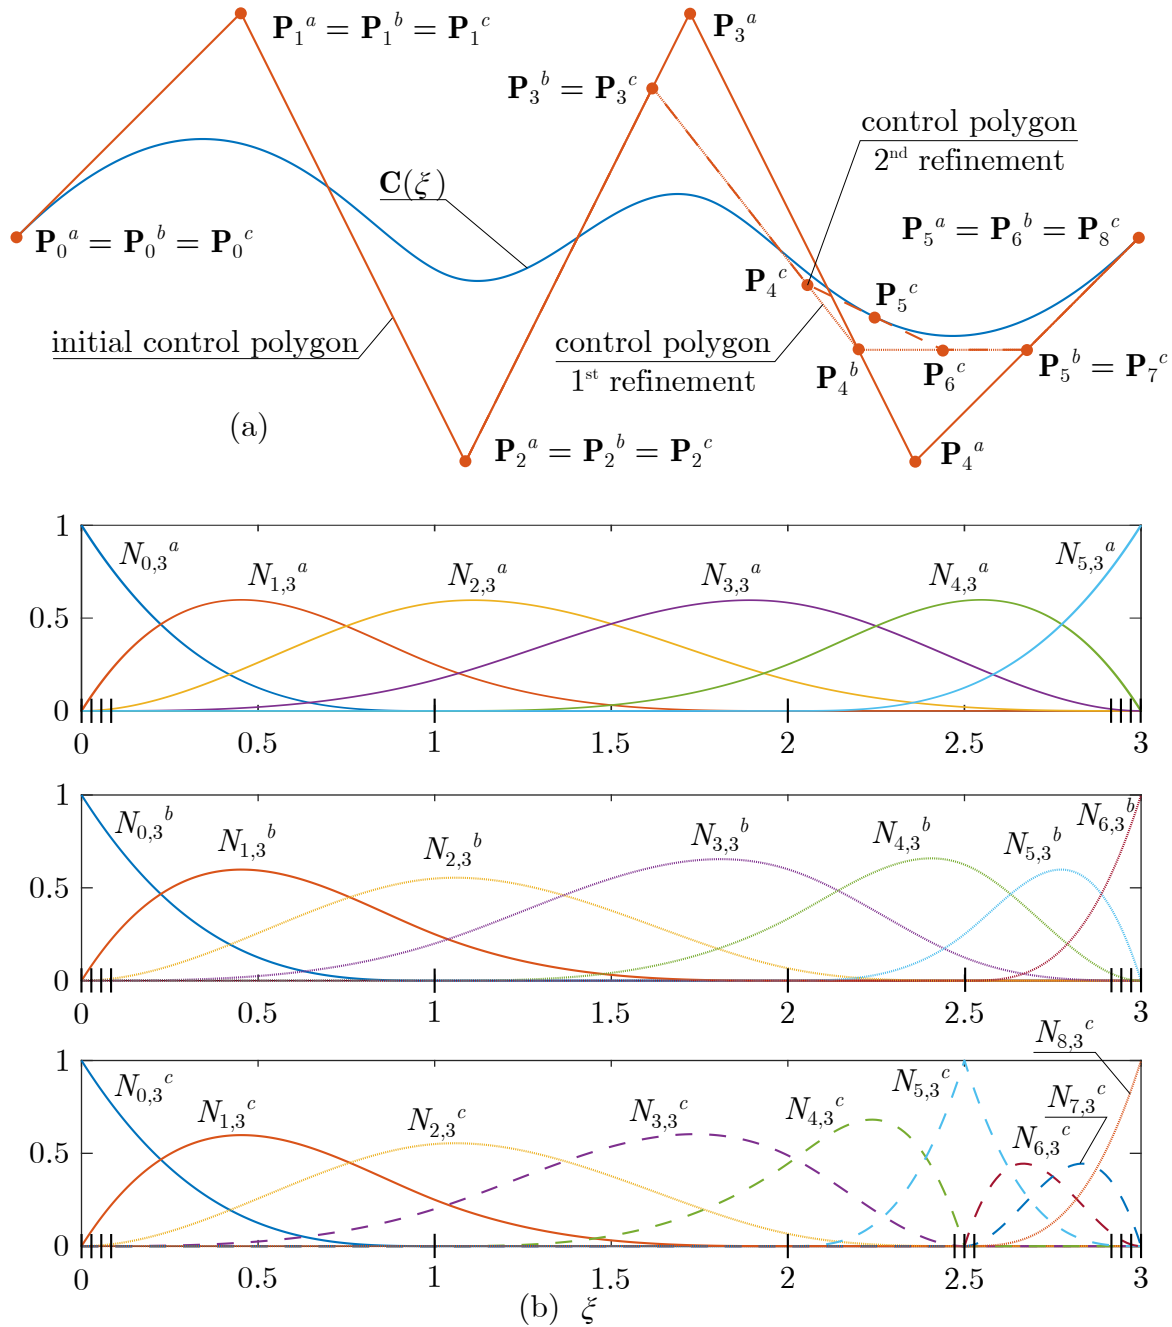 P₁ᵃ = P₁ᵇ = P₁ᶜ
P₃ᵃ
P₃ᵇ = P₃ᶜ
control polygon
2ⁿᵈ refinement
C(ξ)
P₀ᵃ = P₀ᵇ = P₀ᶜ
P₅ᵃ = P₆ᵇ = P₈ᶜ
P₄ᶜ
P₅ᶜ
initial control polygon
control polygon
1ˢᵗ refinement
P₄ᵇ
P₆ᶜ
P₅ᵇ = P₇ᶜ
(a)
P₂ᵃ = P₂ᵇ = P₂ᶜ
P₄ᵃ
1
N₀,₃ᵃ
N₁,₃ᵃ
N₂,₃ᵃ
N₃,₃ᵃ
N₄,₃ᵃ
N₅,₃ᵃ
0.5
0
0 0.5 1 1.5 2 2.5 3
1
N₀,₃ᵇ
N₁,₃ᵇ
N₂,₃ᵇ
N₃,₃ᵇ
N₄,₃ᵇ
N₅,₃ᵇ
N₆,₃ᵇ
0.5
0
0 0.5 1 1.5 2 2.5 3
N₈,₃ᶜ
1
N₀,₃ᶜ
N₁,₃ᶜ
N₂,₃ᶜ
N₃,₃ᶜ
N₄,₃ᶜ
N₅,₃ᶜ
N₇,₃ᶜ
N₆,₃ᶜ
0.5
0
0 0.5 1 1.5 2 2.5 3
(b) ξ